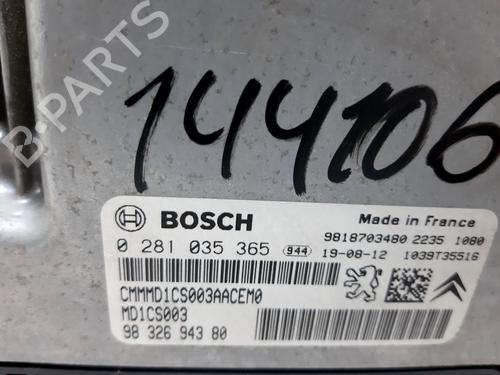 B-PARTS
144106
BOSCH
Made in France
0 281 035 365 944
9818703480 2235 1080
19-08-12 1039T35516
CMMMD1CS003AACEM0
MD1CS003
98 326 943 80